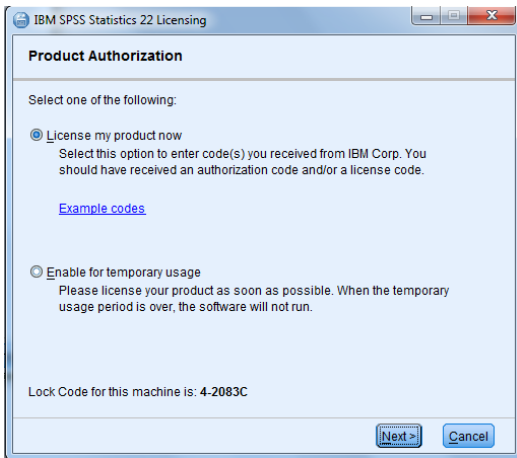 IBM SPSS Statistics 22 Licensing
Product Authorization
Select one of the following:
License my product now
Select this option to enter code(s) you received from IBM Corp. You
should have received an authorization code and/or a license code.
Example codes
Enable for temporary usage
Please license your product as soon as possible. When the temporary
usage period is over, the software will not run.
Lock Code for this machine is: 4-2083C
Next > Cancel